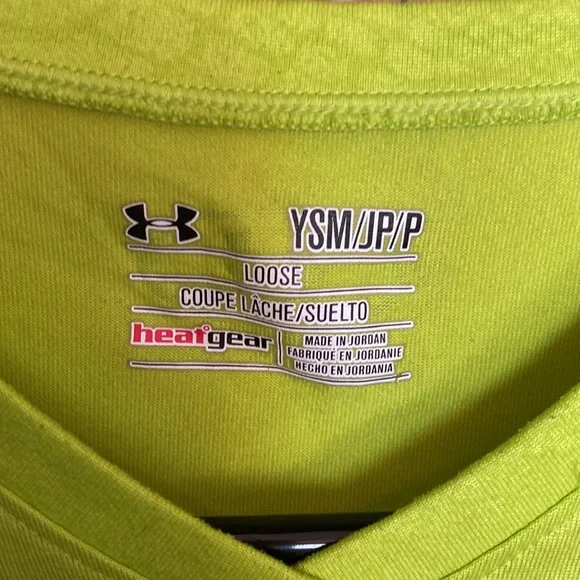 YSM/JP/P
LOOSE
COUPE LÂCHE/SUELTO
heatgear
MADE IN JORDAN
FABRIQUÉ EN JORDANIE
HECHO EN JORDANIA